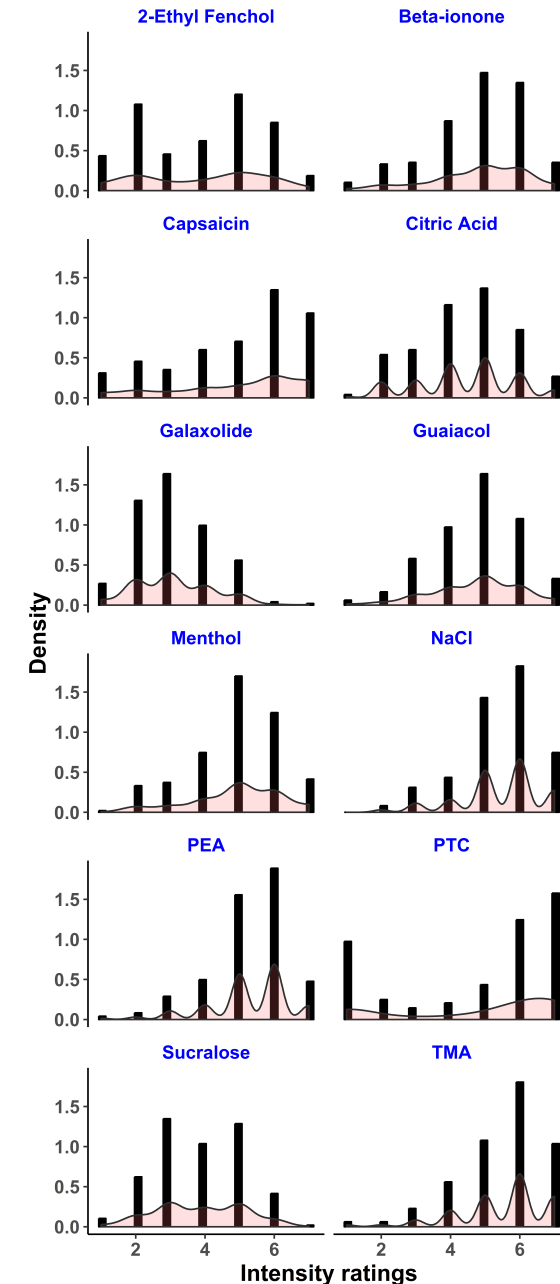 2-Ethyl Fenchol Beta-ionone
1.5
1.0
0.5
0.0
Capsaicin Citric Acid
1.5
1.0
0.5
0.0
Galaxolide Guaiacol
1.5
1.0
0.5
0.0
Density
Menthol NaCl
1.5
1.0
0.5
0.0
PEA PTC
1.5
1.0
0.5
0.0
Sucralose TMA
1.5
1.0
0.5
0.0
2 4 6 2 4 6
Intensity ratings